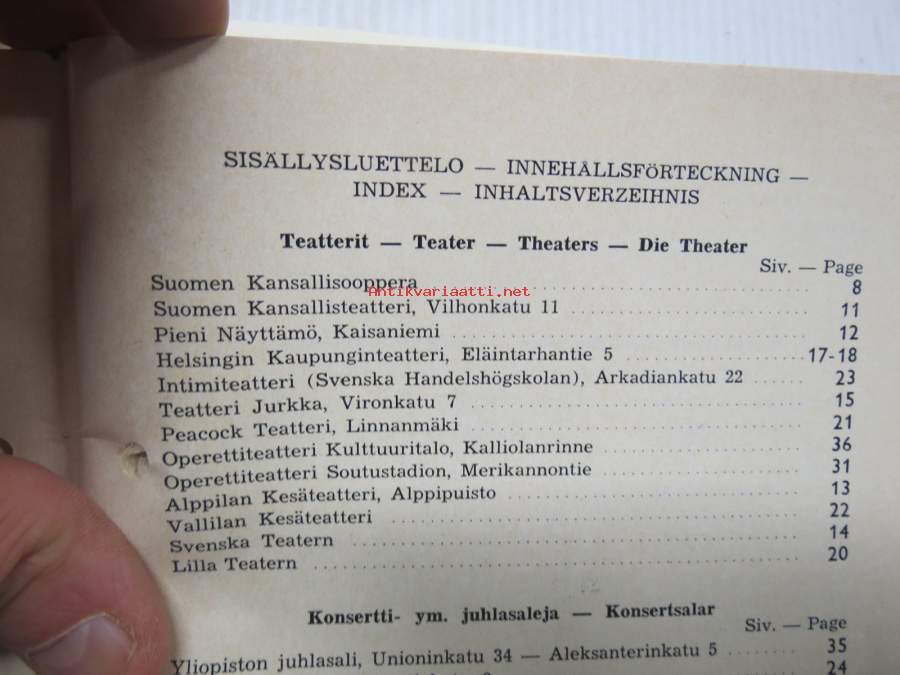 SISÄLLYSLUETTELO — INNEHÅLLSFÖRTECKNING —
INDEX — INHALTSVERZEIHNIS
Teatterit — Teater — Theaters — Die Theater
Siv. — Page
Suomen Kansallisooppera 8
Antikvariaatti.net
Suomen Kansallisteatteri, Vilhonkatu 11 11
Pieni Näyttämö, Kaisaniemi 12
Helsingin Kaupunginteatteri, Eläintarhantie 5 17-18
Intimiteatteri (Svenska Handelshögskolan), Arkadiankatu 22 23
Teatteri Jurkka, Vironkatu 7 15
Peacock Teatteri, Linnanmäki 21
Operettiteatteri Kulttuuritalo, Kalliolanrinne 36
Operettiteatteri Soutustadion, Merikannontie 31
Alppilan Kesäteatteri, Alppipuisto 13
Vallilan Kesäteatteri 22
Svenska Teatern 14
Lilla Teatern 20
Konsertti- ym. juhlasaleja — Konsertsalar
Siv. — Page
Yliopiston juhlasali, Unioninkatu 34 — Aleksanterinkatu 5 35
24